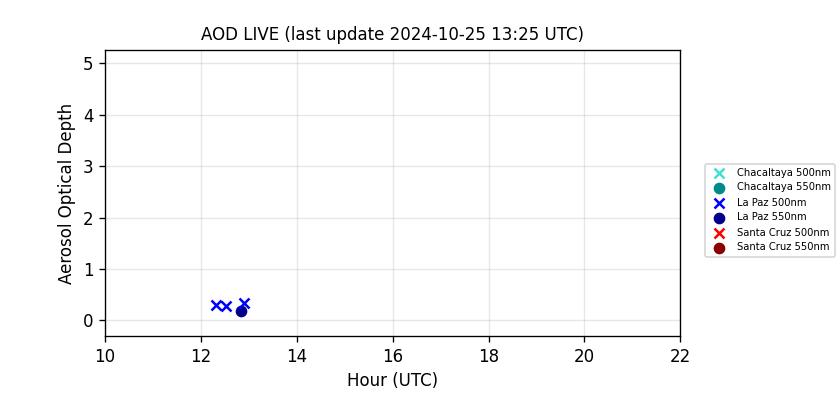 AOD LIVE (last update 2024-10-25 13:25 UTC)
5
4
3
2
1
0
Aerosol Optical Depth
10 12 14 16 18 20 22
Hour (UTC)
Chacaltaya 500nm
Chacaltaya 550nm
La Paz 500nm
La Paz 550nm
Santa Cruz 500nm
Santa Cruz 550nm